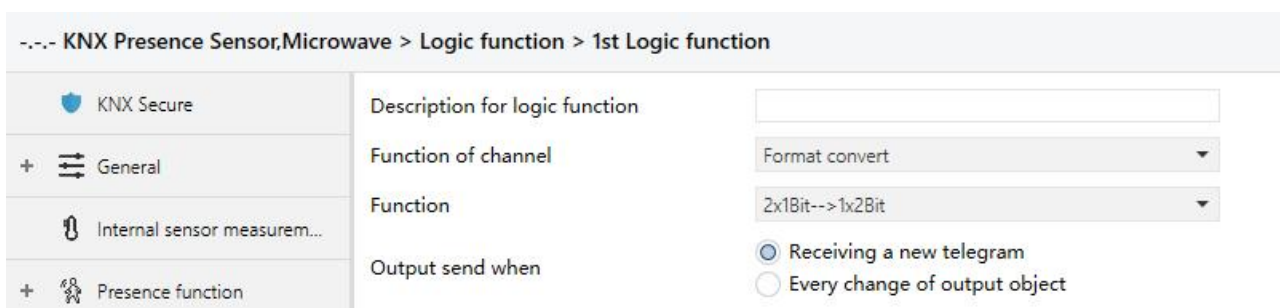 -.-.- KNX Presence Sensor,Microwave > Logic function > 1st Logic function
KNX Secure
+ General
Internal sensor measurem...
+ Presence function
Description for logic function
Function of channel
Format convert
Function
2x1Bit-->1x2Bit
Output send when
Receiving a new telegram
Every change of output object